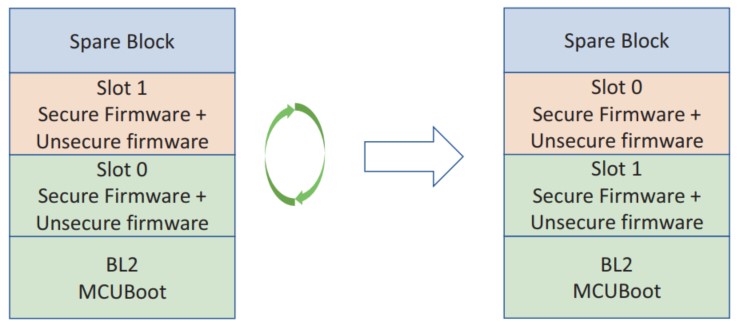 Spare Block
Slot 1
Secure Firmware +
Unsecure firmware
Slot 0
Secure Firmware +
Unsecure firmware
BL2
MCUBoot
Spare Block
Slot 0
Secure Firmware +
Unsecure firmware
Slot 1
Secure Firmware +
Unsecure firmware
BL2
MCUBoot